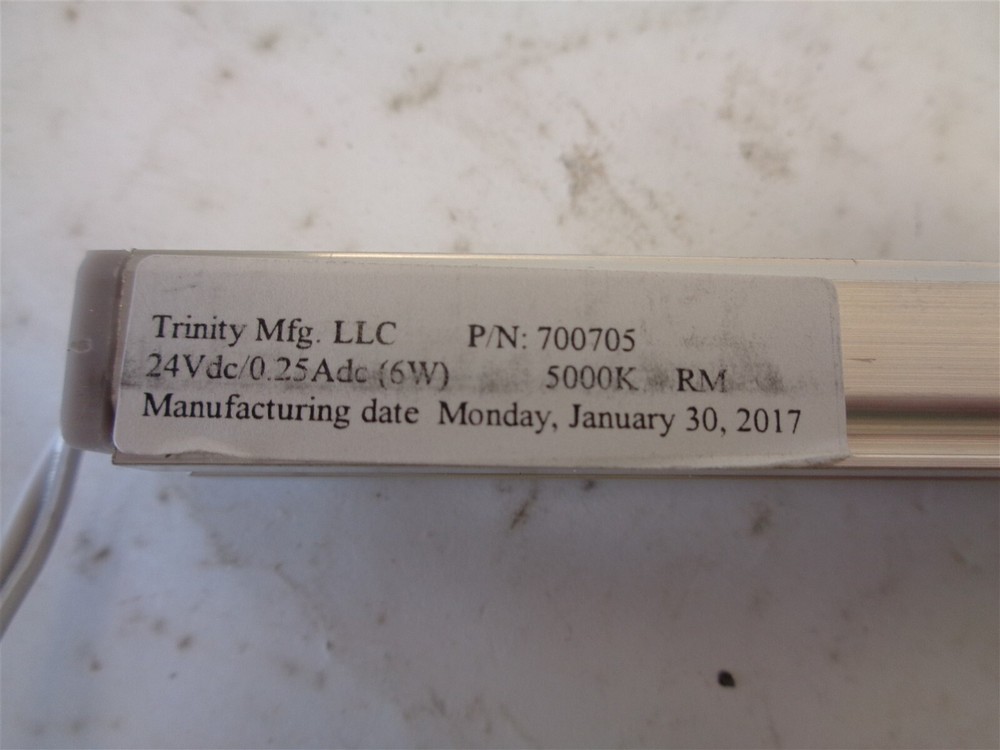 Trinity Mfg. LLC P/N: 700705
24Vdc/0.25Adc (6W) 5000K RM
Manufacturing date Monday, January 30, 2017